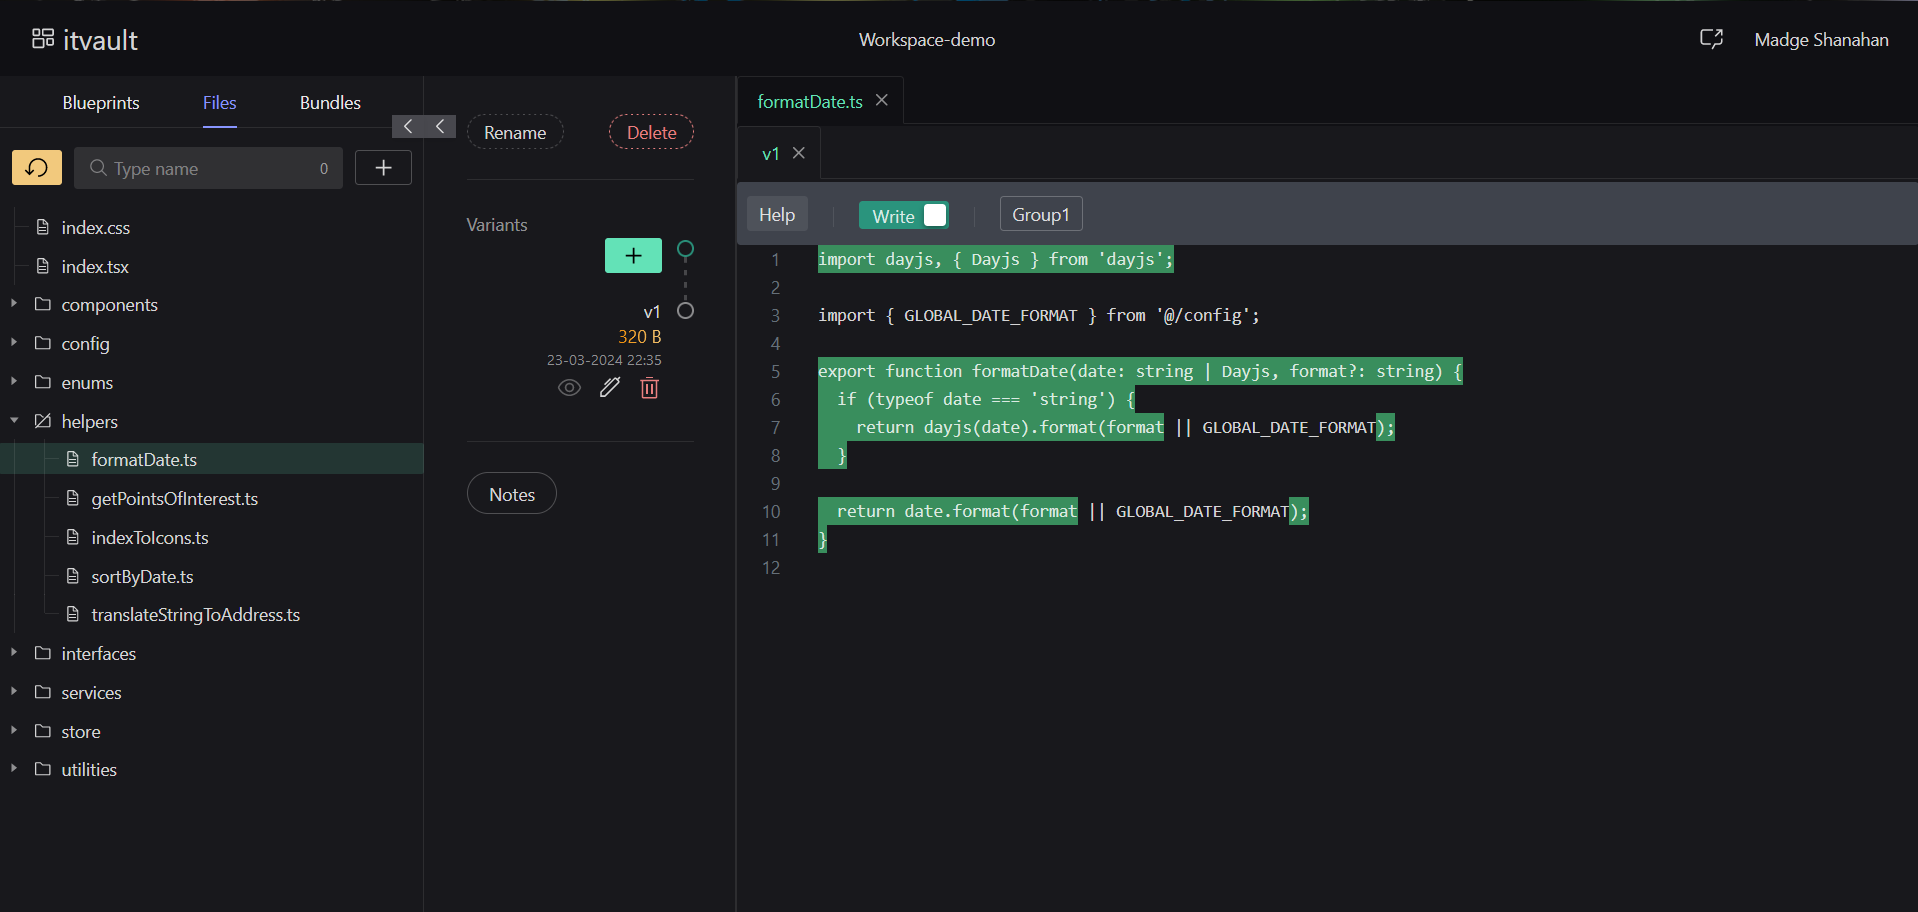 itvault
Workspace-demo
Madge Shanahan
Blueprints
Files
Bundles
Type name
0
index.css
index.tsx
components
config
enums
helpers
formatDate.ts
getPointsOfInterest.ts
indexToIcons.ts
sortByDate.ts
translateStringToAddress.ts
interfaces
services
store
utilities
Rename
Delete
Variants
+
v1
320 B
23-03-2024 22:35
Notes
formatDate.ts
v1
Help
Write
Group1
1 import dayjs, { Dayjs } from 'dayjs';
2
3 import { GLOBAL_DATE_FORMAT } from '@/config';
4
5 export function formatDate(date: string | Dayjs, format?: string) {
6   if (typeof date === 'string') {
7     return dayjs(date).format(format || GLOBAL_DATE_FORMAT);
8   }
9
10   return date.format(format || GLOBAL_DATE_FORMAT);
11 }
12